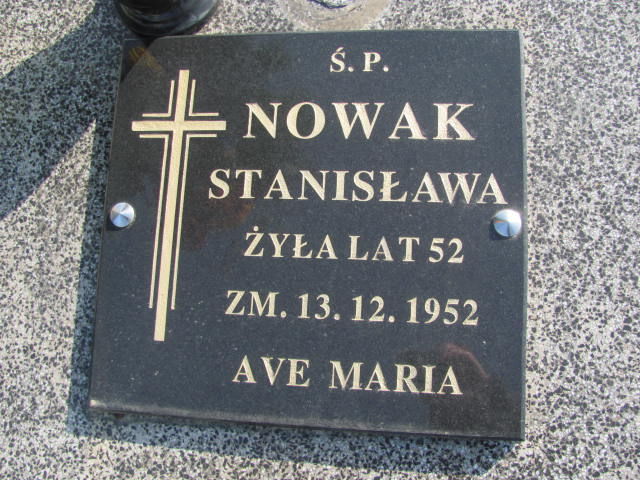 Ś. P.
NOWAK
STANISŁAWA
ŻYŁA LAT 52
ZM. 13. 12. 1952
AVE MARIA